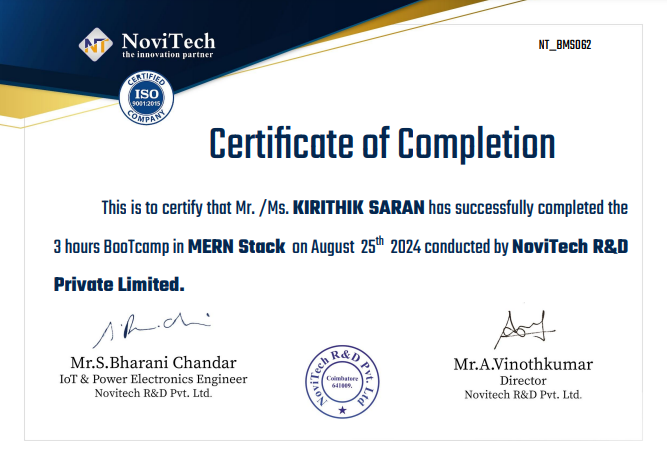 NT
NoviTech
the innovation partner
NT_BMS062
CERTIFIED
ISO
9001:2015
COMPANY
Certificate of Completion
This is to certify that Mr. /Ms. KIRITHIK SARAN has successfully completed the
3 hours BooTcamp in MERN Stack on August 25th 2024 conducted by NoviTech R&D
Private Limited.
Mr.S.Bharani Chandar
IoT & Power Electronics Engineer
Novitech R&D Pvt. Ltd.
NoviTech R&D Pvt. Ltd
Coimbatore
641009.
Mr.A.Vinothkumar
Director
Novitech R&D Pvt. Ltd.